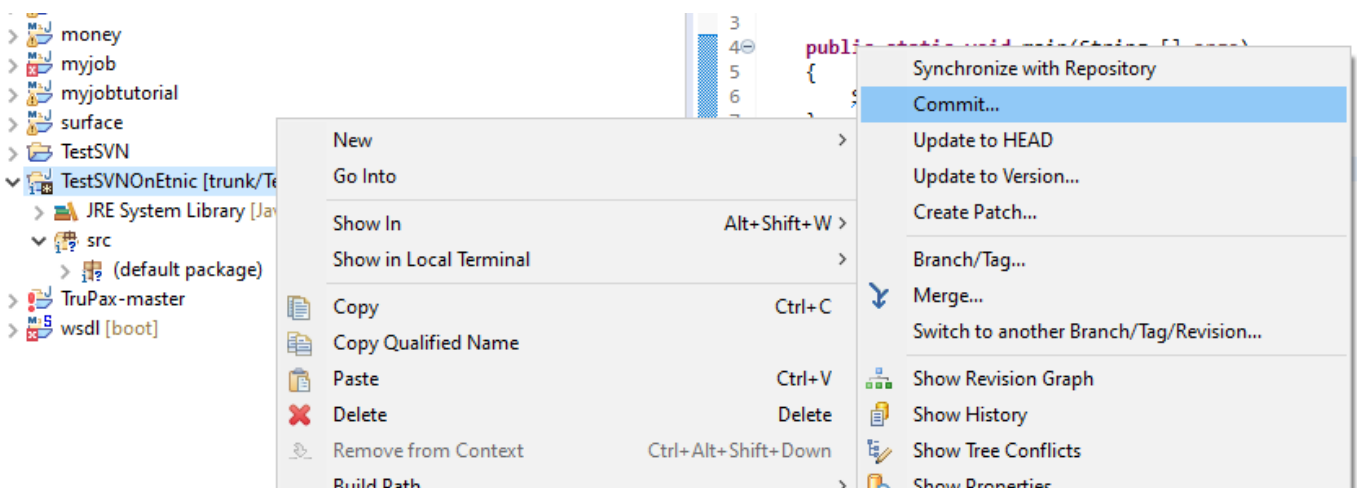 money
myjob
myjobtutorial
surface
TestSVN
TestSVNOnEtnic [trunk/Te
JRE System Library [Jav
src
(default package)
TruPax-master
wsdl [boot]
3
4
5 {
6
New
Go Into
Show In Alt+Shift+W
Show in Local Terminal
Copy Ctrl+C
Copy Qualified Name
Paste Ctrl+V
Delete Delete
Remove from Context Ctrl+Alt+Shift+Down
Build Path
Synchronize with Repository
Commit...
Update to HEAD
Update to Version...
Create Patch...
Branch/Tag...
Merge...
Switch to another Branch/Tag/Revision...
Show Revision Graph
Show History
Show Tree Conflicts
Show Properties